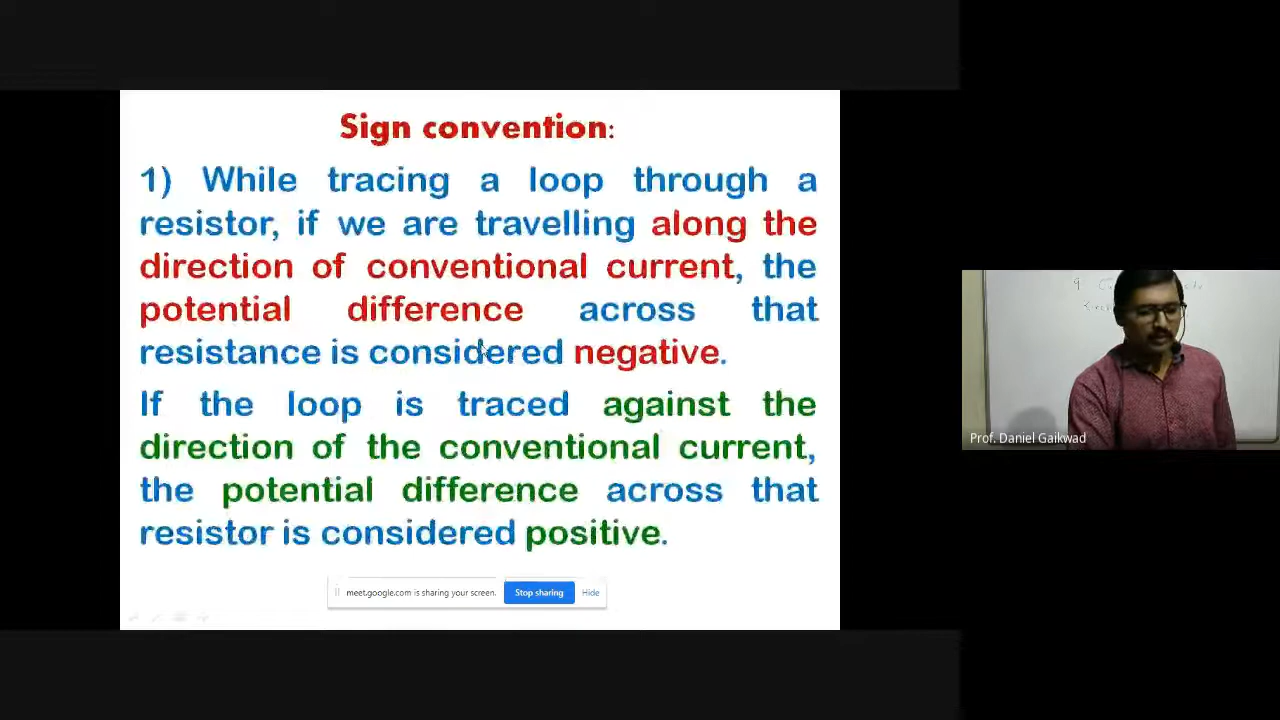 Sign convention:
1) While tracing a loop through a
resistor, if we are travelling along the
direction of conventional current, the
potential difference across that
resistance is considered negative.
If the loop is traced against the
direction of the conventional current,
the potential difference across that
resistor is considered positive.
meet.google.com is sharing your screen. Stop sharing Hide
Prof. Daniel Gaikwad